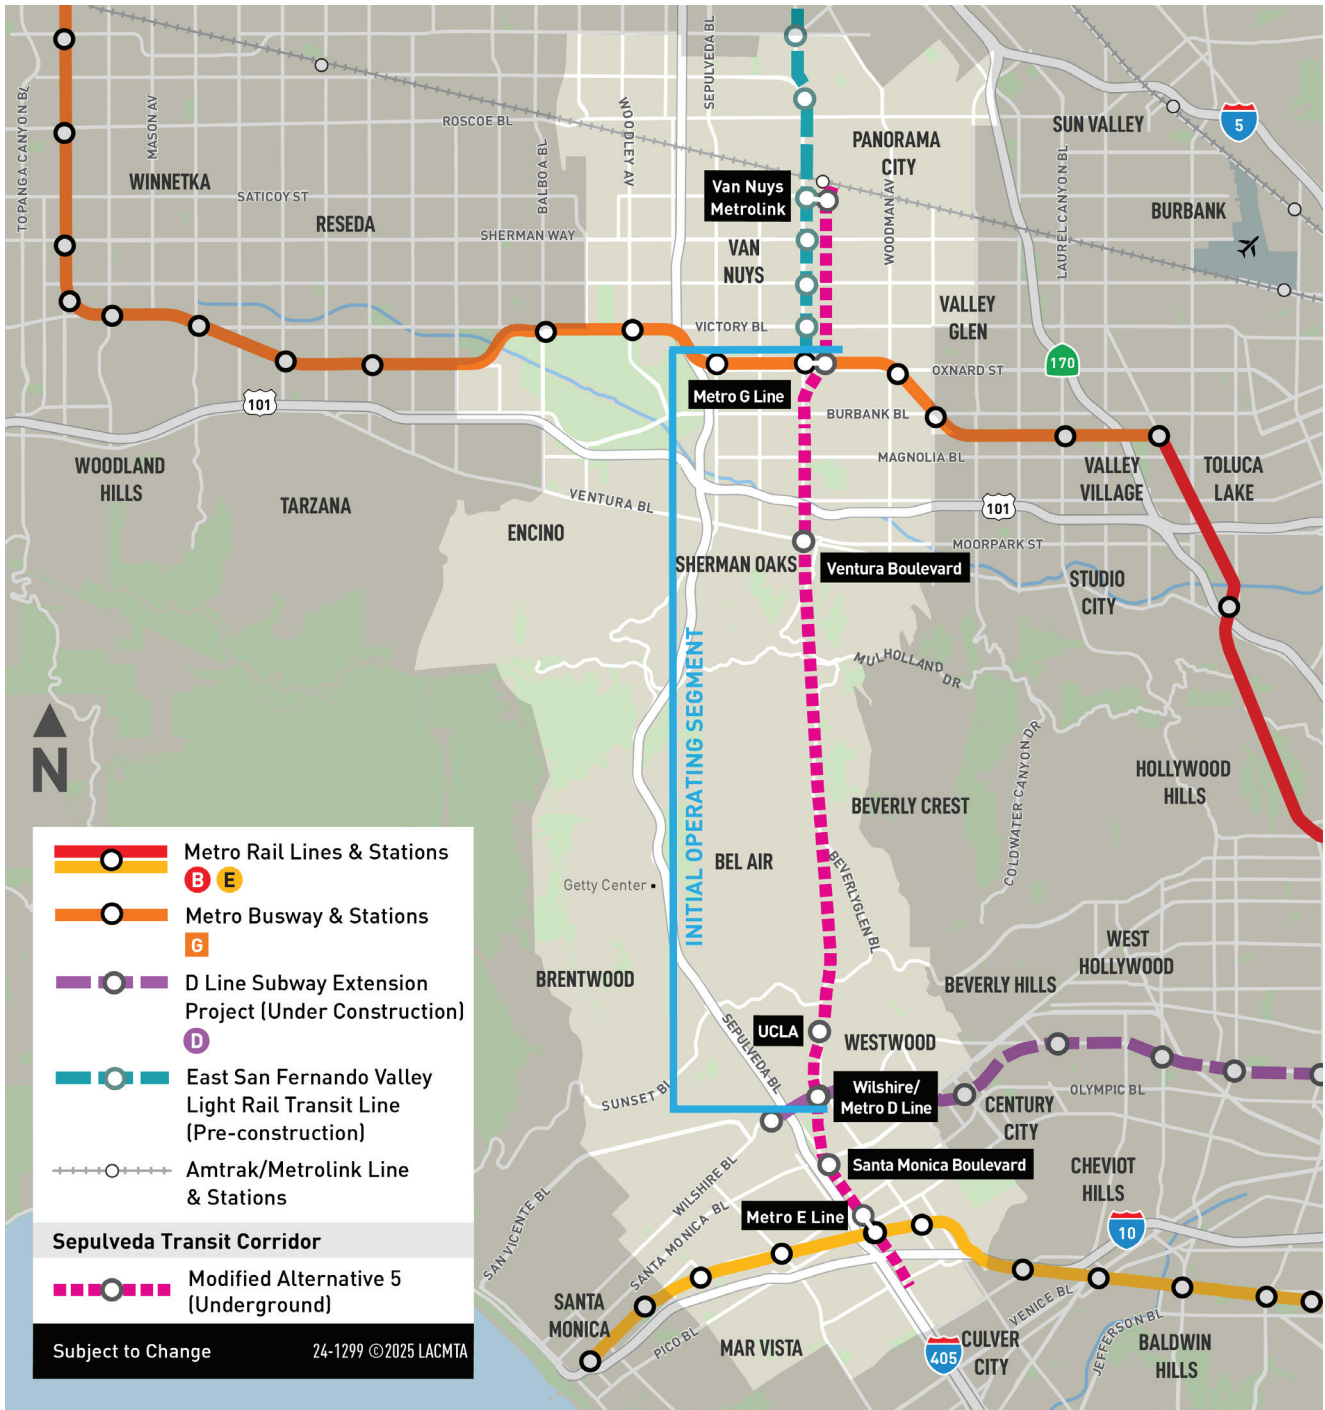 SEPULVEDA BL
TOPANGA CANYON BL
MASON AV
WOODLEY AV
BALBOA BL
ROSCOE BL
PANORAMA
CITY
SUN VALLEY
5
WINNETKA
SATICOY ST
RESEDA
SHERMAN WAY
Van Nuys
Metrolink
WOODMAN AV
LAUREL CANYON BL
BURBANK
VAN
NUYS
VALLEY
GLEN
VICTORY BL
OXNARD ST
170
101
Metro G Line
BURBANK BL
MAGNOLIA BL
WOODLAND
HILLS
TARZANA
VENTURA BL
ENCINO
VALLEY
VILLAGE
TOLUCA
LAKE
101
MOORPARK ST
SHERMAN OAKS
Ventura Boulevard
STUDIO
CITY
MULHOLLAND
DR
INITIAL OPERATING SEGMENT
N
COLDWATER CANYON DR
HOLLYWOOD
HILLS
BEVERLY CREST
BEL AIR
BEVERLYGLEN BL
Getty Center
WEST
HOLLYWOOD
BRENTWOOD
BEVERLY HILLS
SEPULVEDA BL
UCLA
WESTWOOD
SUNSET BL
Wilshire/
Metro D Line
CENTURY
CITY
OLYMPIC BL
Santa Monica Boulevard
WILSHIRE BL
CHEVIOT
HILLS
SAN VICENTE BL
SANTA MONICA BL
Metro E Line
10
SANTA
MONICA
PICO BL
MAR VISTA
VENICE BL
JEFFERSON BL
405
CULVER
CITY
BALDWIN
HILLS
Metro Rail Lines & Stations
B E
Metro Busway & Stations
G
D Line Subway Extension
Project (Under Construction)
D
East San Fernando Valley
Light Rail Transit Line
(Pre-construction)
Amtrak/Metrolink Line
& Stations
Sepulveda Transit Corridor
Modified Alternative 5
(Underground)
Subject to Change 24-1299 ©2025 LACMTA